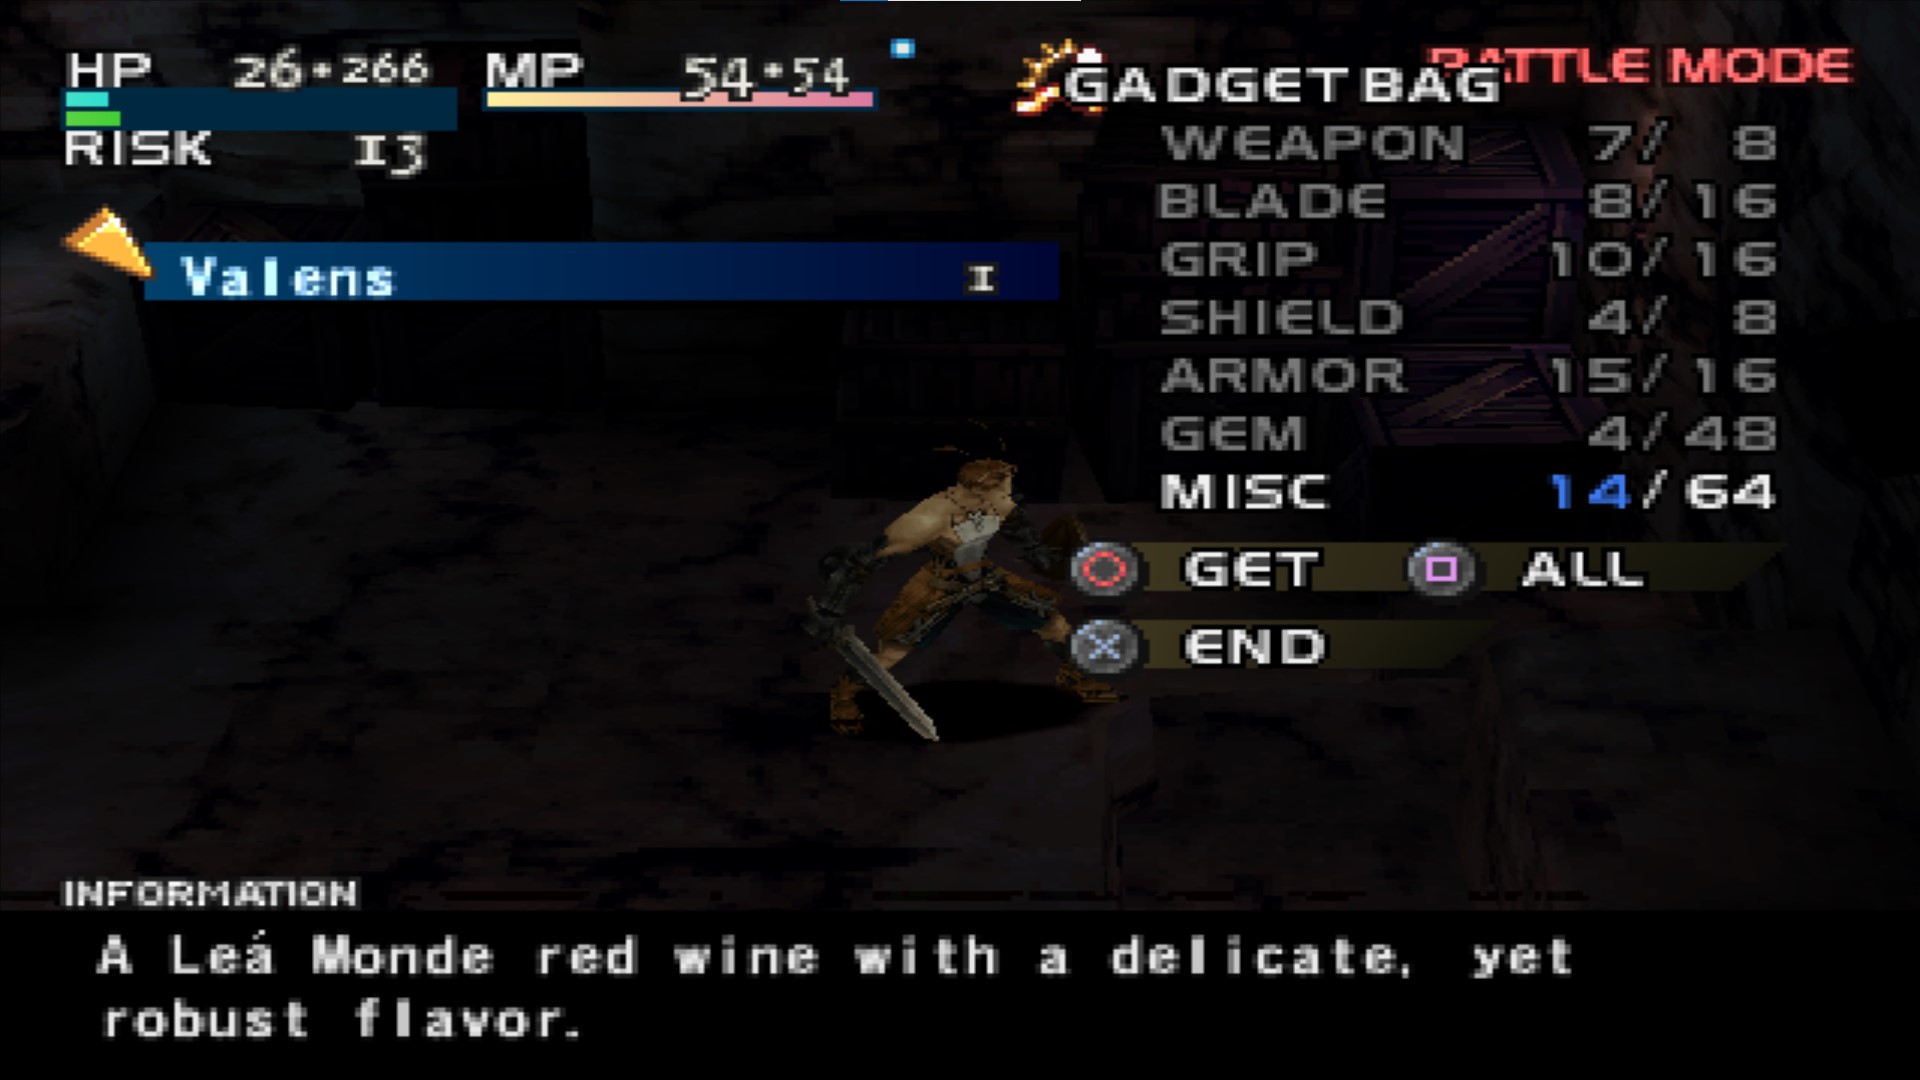 HP 26•266 MP 54•54
BATTLE MODE
GADGET BAG
RISK 13
WEAPON 7/ 8
BLADE 8/16
GRIP 10/16
SHIELD 4/ 8
ARMOR 15/16
GEM 4/48
MISC 14/64
Valens 1
GET ALL
END
INFORMATION
A Leá Monde red wine with a delicate, yet
robust flavor.